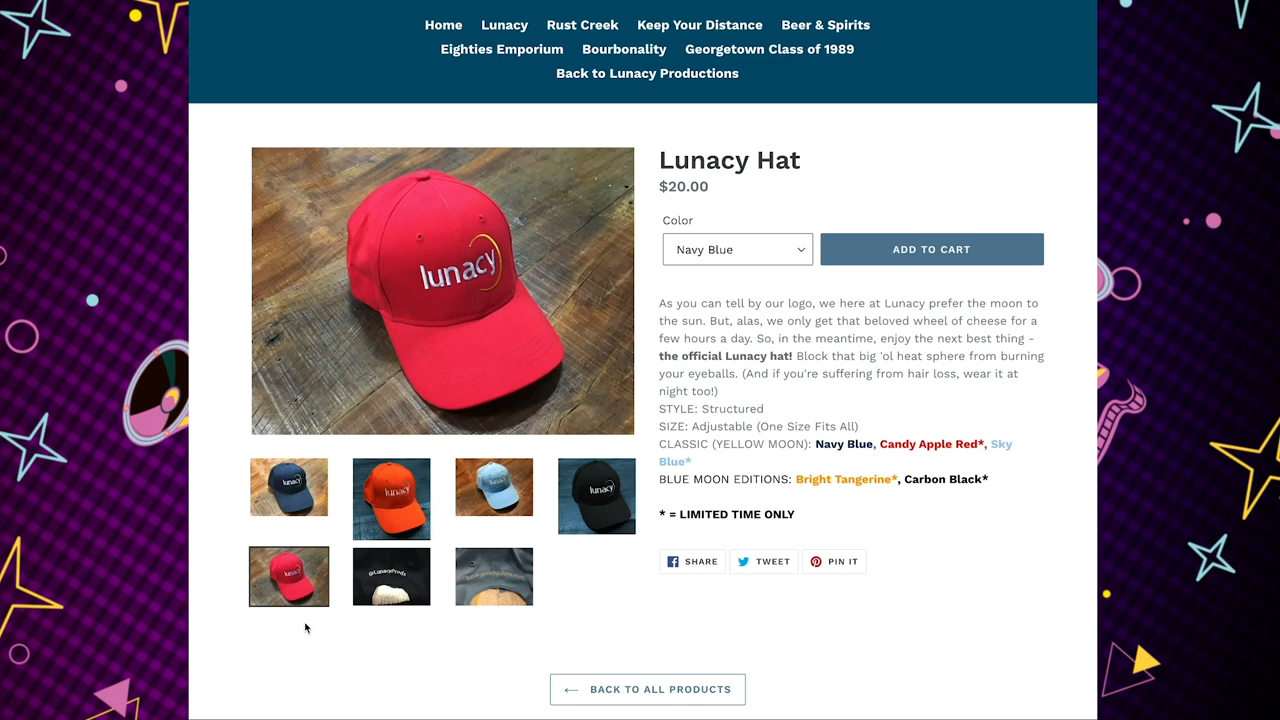 Home Lunacy Rust Creek Keep Your Distance Beer & Spirits
Eighties Emporium Bourbonality Georgetown Class of 1989
Back to Lunacy Productions
lunacy
Lunacy Hat
$20.00
Color
Navy Blue
ADD TO CART
As you can tell by our logo, we here at Lunacy prefer the moon to
the sun. But, alas, we only get that beloved wheel of cheese for a
few hours a day. So, in the meantime, enjoy the next best thing -
the official Lunacy hat! Block that big 'ol heat sphere from burning
your eyeballs. (And if you're suffering from hair loss, wear it at
night too!)
STYLE: Structured
SIZE: Adjustable (One Size Fits All)
CLASSIC (YELLOW MOON): Navy Blue, Candy Apple Red*, Sky
Blue*
BLUE MOON EDITIONS: Bright Tangerine*, Carbon Black*
* = LIMITED TIME ONLY
lunacy
lunacy
lunacy
lunacy
lunacy
@LunacyProds
SHARE
TWEET
PIN IT
BACK TO ALL PRODUCTS